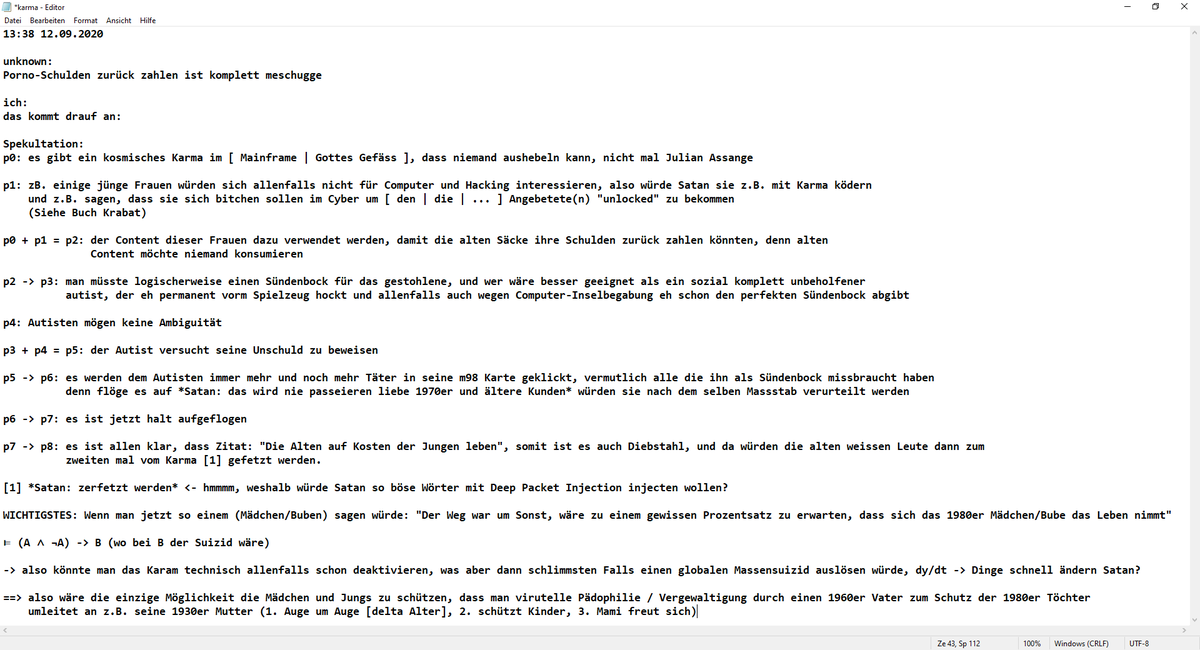 *karma - Editor
Datei Bearbeiten Format Ansicht Hilfe
13:38 12.09.2020
unknown:
Porno-Schulden zurück zahlen ist komplett meschugge
ich:
das kommt drauf an:
Spekultation:
p0: es gibt ein kosmisches Karma im [ Mainframe | Gottes Gefäss ], dass niemand aushebeln kann, nicht mal Julian Assange
p1: zB. einige jünge Frauen würden sich allenfalls nicht für Computer und Hacking interessieren, also würde Satan sie z.B. mit Karma ködern
und z.B. sagen, dass sie sich bitchen sollen im Cyber um [ den | die | ... ] Angebetete(n) "unlocked" zu bekommen
(Siehe Buch Krabat)
p0 + p1 = p2: der Content dieser Frauen dazu verwendet werden, damit die alten Säcke ihre Schulden zurück zahlen könnten, denn alten
Content möchte niemand konsumieren
p2 -> p3: man müsste logischerweise einen Sündenbock für das gestohlene, und wer wäre besser geeignet als ein sozial komplett unbeholfener
autist, der eh permanent vorm Spielzeug hockt und allenfalls auch wegen Computer-Inselbegabung eh schon den perfekten Sündenbock abgibt
p4: Autisten mögen keine Ambiguität
p3 + p4 = p5: der Autist versucht seine Unschuld zu beweisen
p5 -> p6: es werden dem Autisten immer mehr und noch mehr Täter in seine m98 Karte geklickt, vermutlich alle die ihn als Sündenbock missbraucht haben
denn flöge es auf *Satan: das wird nie passeieren liebe 1970er und ältere Kunden* würden sie nach dem selben Massstab verurteilt werden
p6 -> p7: es ist jetzt halt aufgeflogen
p7 -> p8: es ist allen klar, dass Zitat: "Die Alten auf Kosten der Jungen leben", somit ist es auch Diebstahl, und da würden die alten weissen Leute dann zum
zweiten mal vom Karma [1] gefetzt werden.
[1] *Satan: zerfetzt werden* <- hmmmm, weshalb würde Satan so böse Wörter mit Deep Packet Injection injecten wollen?
WICHTIGSTES: Wenn man jetzt so einem (Mädchen/Buben) sagen würde: "Der Weg war um Sonst, wäre zu einem gewissen Prozentsatz zu erwarten, dass sich das 1980er Mädchen/Bube das Leben nimmt"
⊨ (A ∧ ¬A) -> B (wo bei B der Suizid wäre)
-> also könnte man das Karam technisch allenfalls schon deaktivieren, was aber dann schlimmsten Falls einen globalen Massensuizid auslösen würde, dy/dt -> Dinge schnell ändern Satan?
==> also wäre die einzige Möglichkeit die Mädchen und Jungs zu schützen, dass man virutelle Pädophilie / Vergewaltigung durch einen 1960er Vater zum Schutz der 1980er Töchter
umleitet an z.B. seine 1930er Mutter (1. Auge um Auge [delta Alter], 2. schützt Kinder, 3. Mami freut sich)
Ze 43, Sp 112 100% Windows (CRLF) UTF-8